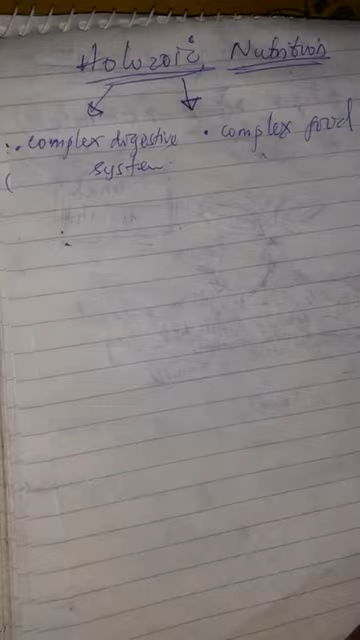 Holozoic Nutrition
• complex digestive • complex food
system